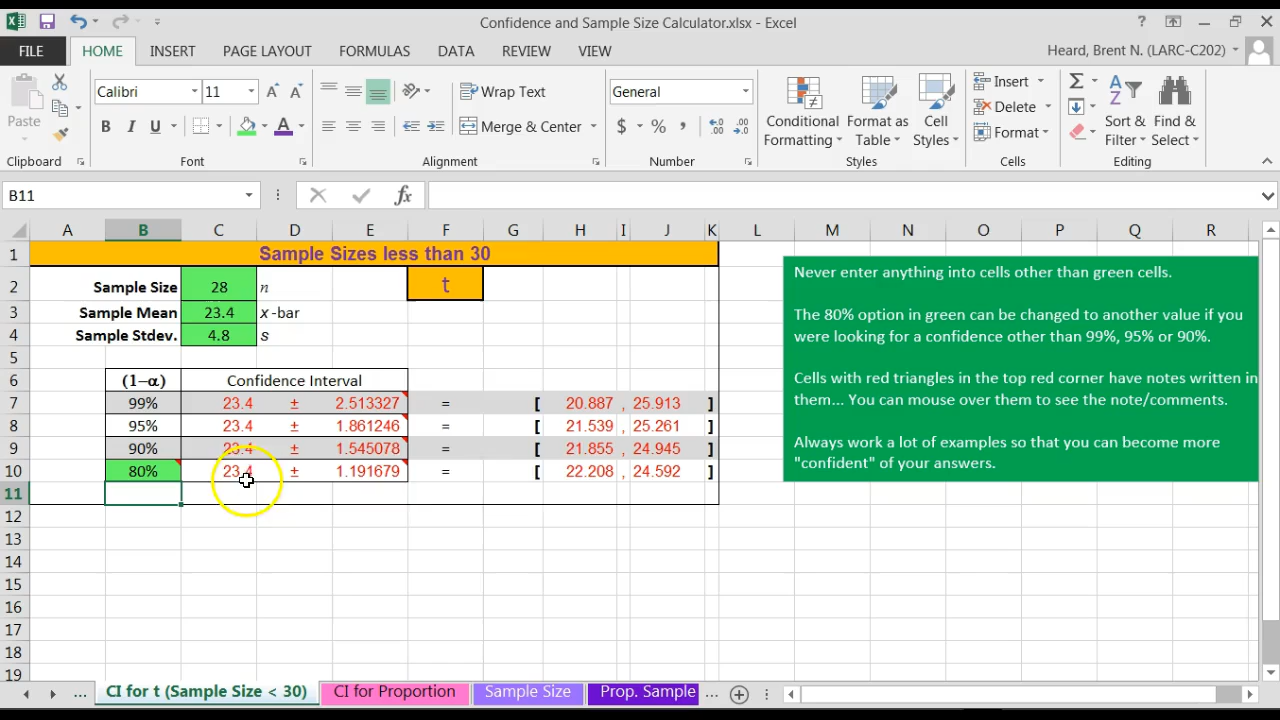 Confidence and Sample Size Calculator.xlsx - Excel
FILE HOME INSERT PAGE LAYOUT FORMULAS DATA REVIEW VIEW Heard, Brent N. (LARC-C202)
Paste
Calibri 11
B I U A
Wrap Text
Merge & Center
General
$ % ,
Conditional Formatting
Format as Table
Cell Styles
Insert
Delete
Format
Sort & Filter
Find & Select
Clipboard Font Alignment Number Styles Cells Editing
B11 fx
A B C D E F G H I J K L M N O P Q R
1 Sample Sizes less than 30
2 Sample Size 28 n t
3 Sample Mean 23.4 x -bar
4 Sample Stdev. 4.8 s
5
6 (1−α) Confidence Interval
7 99% 23.4 ± 2.513327 = [ 20.887 , 25.913 ]
8 95% 23.4 ± 1.861246 = [ 21.539 , 25.261 ]
9 90% 23.4 ± 1.545078 = [ 21.855 , 24.945 ]
10 80% 23.4 ± 1.191679 = [ 22.208 , 24.592 ]
11
12
13
14
15
16
17
18
19
Never enter anything into cells other than green cells.
The 80% option in green can be changed to another value if you
were looking for a confidence other than 99%, 95% or 90%.
Cells with red triangles in the top red corner have notes written in
them... You can mouse over them to see the note/comments.
Always work a lot of examples so that you can become more
"confident" of your answers.
... CI for t (Sample Size < 30) CI for Proportion Sample Size Prop. Sample ...